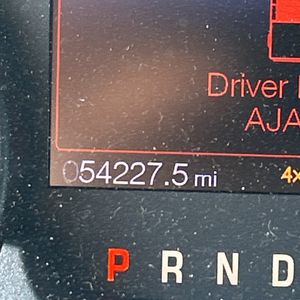 Driver
AJA
054227.5 mi
4x
P R N D